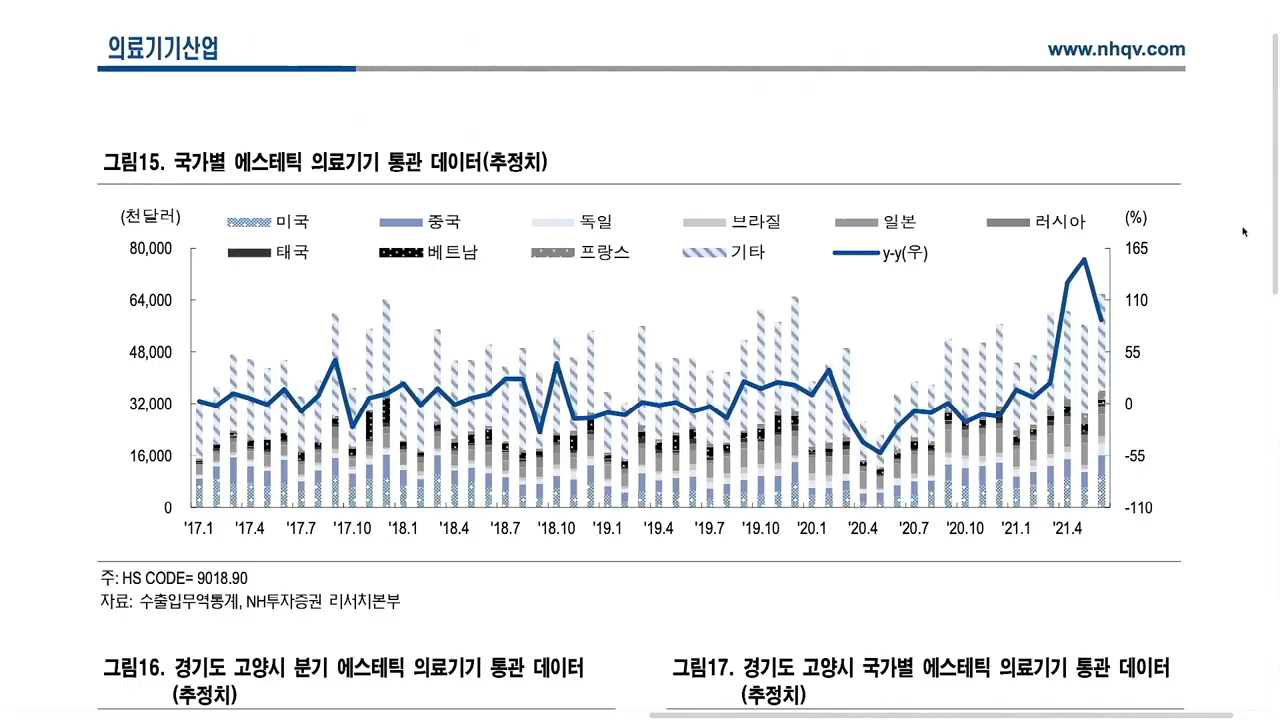 의료기기산업
www.nhqv.com
그림15. 국가별 에스테틱 의료기기 통관 데이터(추정치)
(천달러)
미국 중국 독일 브라질 일본 러시아
(%)
태국 베트남 프랑스 기타 y-y(우)
80,000
64,000
48,000
32,000
16,000
0
165
110
55
0
-55
-110
'17.1 '17.4 '17.7 '17.10 '18.1 '18.4 '18.7 '18.10 '19.1 '19.4 '19.7 '19.10 '20.1 '20.4 '20.7 '20.10 '21.1 '21.4
주: HS CODE= 9018.90
자료: 수출입무역통계, NH투자증권 리서치본부
그림16. 경기도 고양시 분기 에스테틱 의료기기 통관 데이터
(추정치)
그림17. 경기도 고양시 국가별 에스테틱 의료기기 통관 데이터
(추정치)